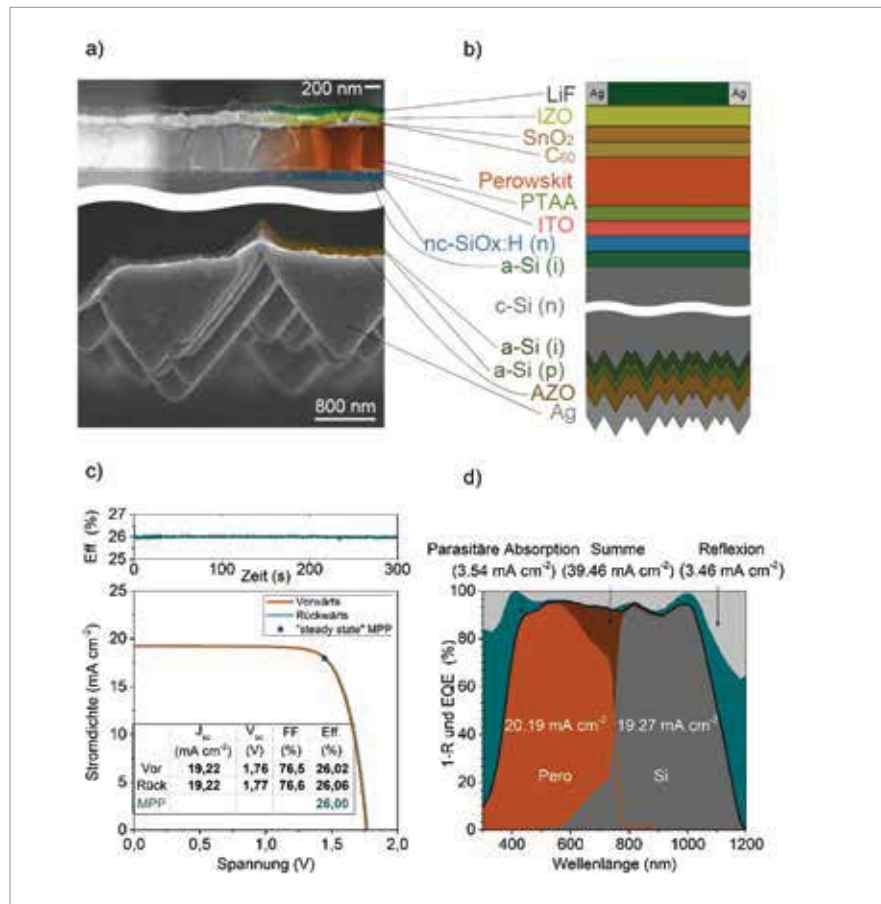 a)
200 nm
800 nm
b)
Ag
Ag
LiF
IZO
SnO₂
C₆₀
Perowskit
PTAA
ITO
nc-SiOx:H (n)
a-Si (i)
c-Si (n)
a-Si (i)
a-Si (p)
AZO
Ag
c)
Eff. (%)
27
26
25
0
100
200
300
Zeit (s)
Stromdichte (mA cm⁻²)
25
20
15
10
5
0
Vorwärts
Rückwärts
"steady state" MPP
Jsc Voc FF Eff.
(mA cm⁻²) (V) (%) (%)
Vor 19,22 1,76 76,5 26,02
Rück 19,22 1,77 76,6 26,06
MPP 26,00
0,0
0,5
1,0
1,5
2,0
Spannung (V)
d)
Parasitäre Absorption Summe Reflexion
(3.54 mA cm⁻²) (39.46 mA cm⁻²) (3.46 mA cm⁻²)
1-R und EQE (%)
100
80
60
40
20
0
20.19 mA cm⁻² 19.27 mA cm⁻²
Pero Si
400
600
800
1000
1200
Wellenlänge (nm)